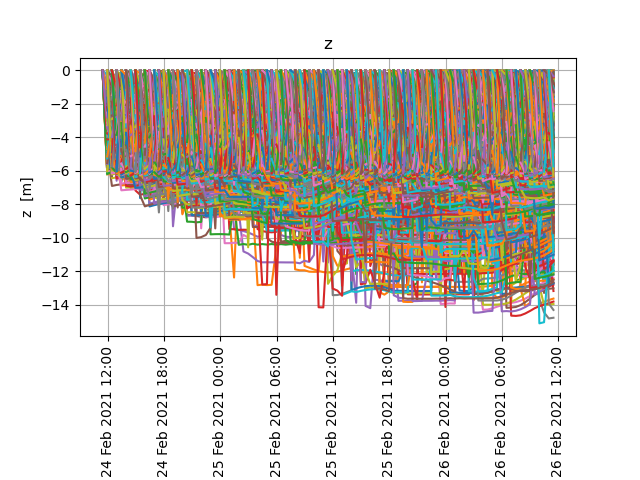 z
0
−2
−4
−6
−8
−10
−12
−14
z [m]
24 Feb 2021 12:00
24 Feb 2021 18:00
25 Feb 2021 00:00
25 Feb 2021 06:00
25 Feb 2021 12:00
25 Feb 2021 18:00
26 Feb 2021 00:00
26 Feb 2021 06:00
26 Feb 2021 12:00